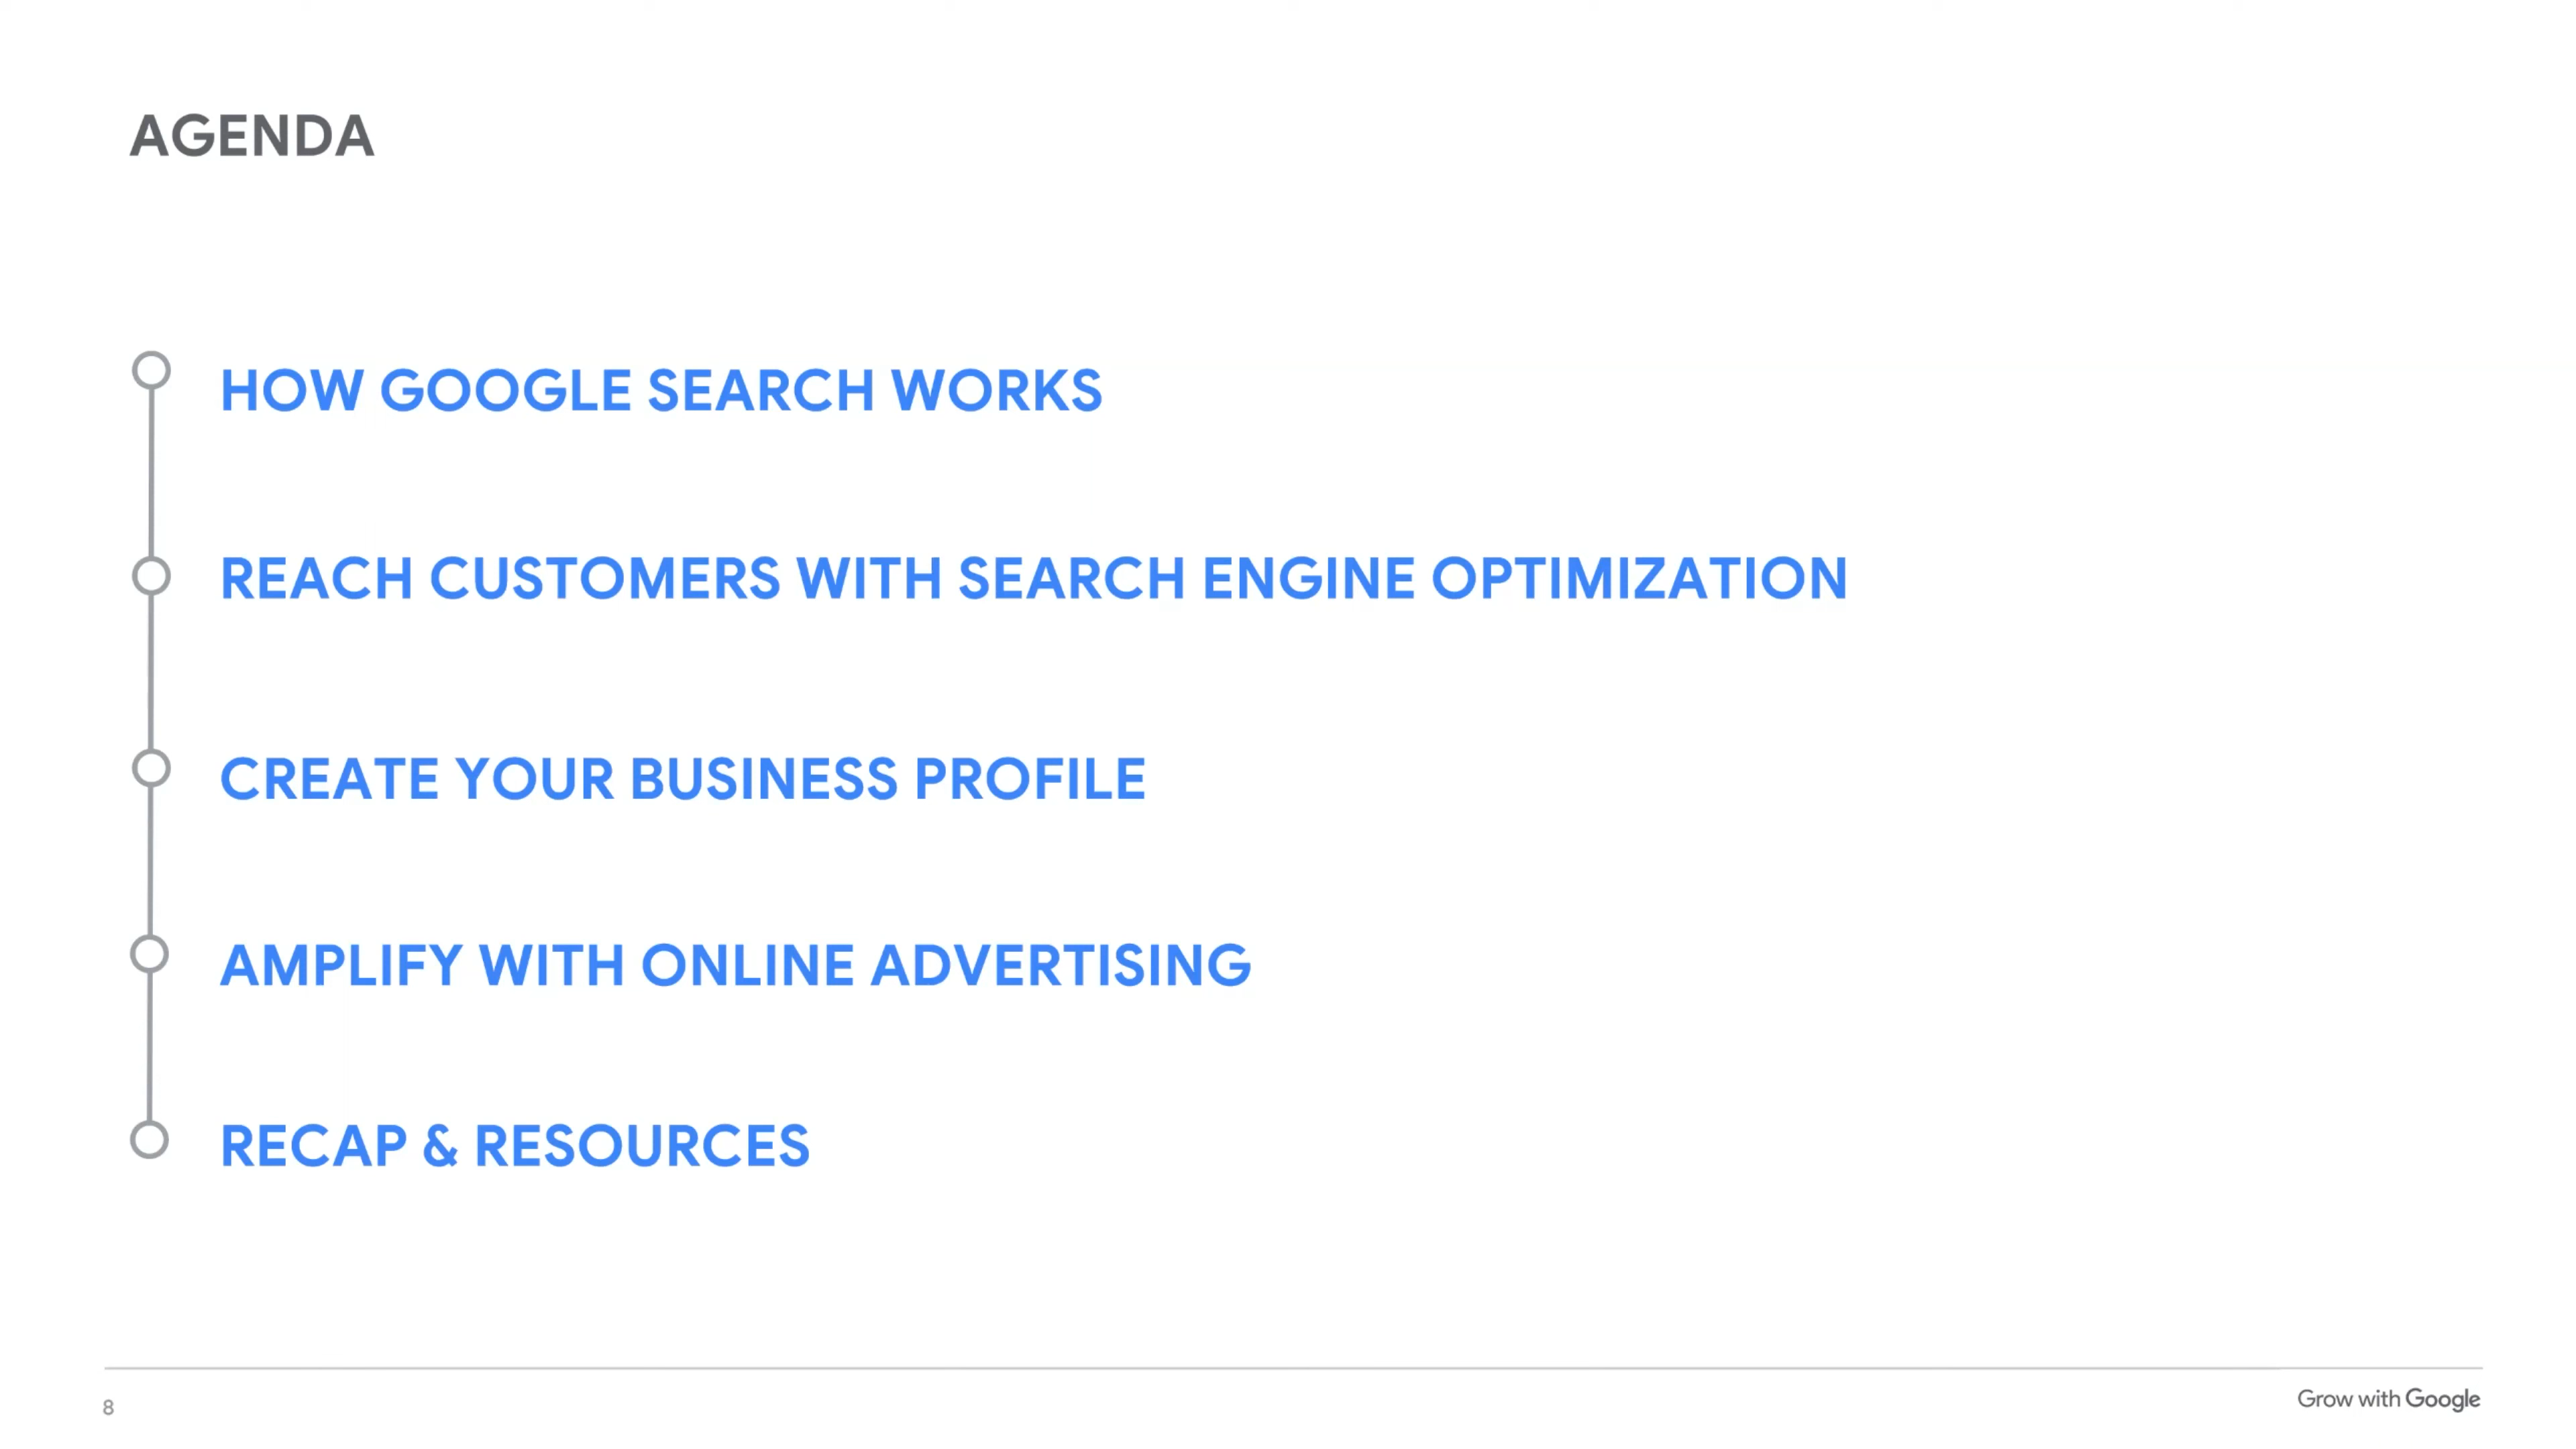 AGENDA
HOW GOOGLE SEARCH WORKS
REACH CUSTOMERS WITH SEARCH ENGINE OPTIMIZATION
CREATE YOUR BUSINESS PROFILE
AMPLIFY WITH ONLINE ADVERTISING
RECAP & RESOURCES
8
Grow with Google